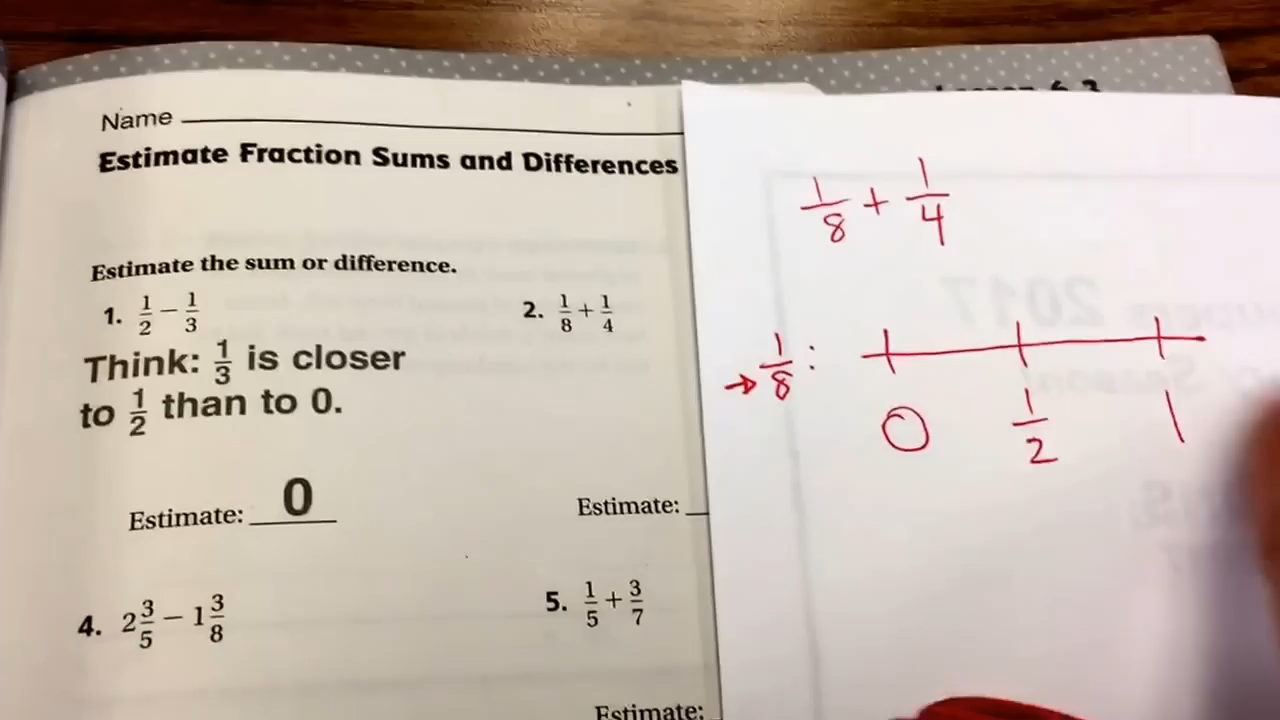 Name
Estimate Fraction Sums and Differences
Estimate the sum or difference.
1. 1/2 − 1/3
Think: 1/3 is closer
to 1/2 than to 0.
Estimate: 0
2. 1/8 + 1/4
Estimate:
4. 2 3/5 − 1 3/8
5. 1/5 + 3/7
Estimate:
1/8 + 1/4
→ 1/8 :
0 1/2 1
2017